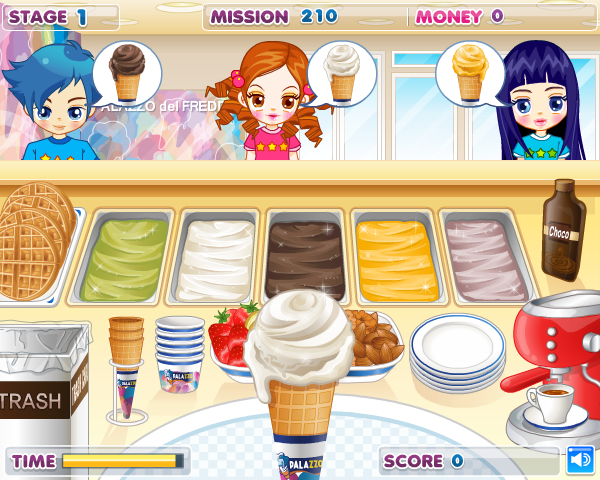 STAGE 1
MISSION 210
MONEY 0
PALAZZO del FREDD
Choco
TRASH
PALAZZO
PALAZZO
TIME
SCORE 0